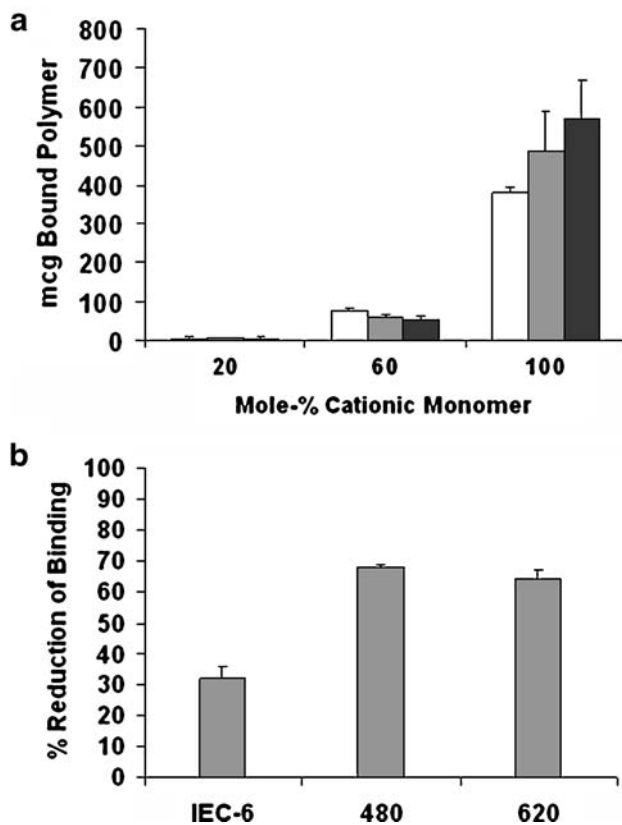 a
mcg Bound Polymer
800
700
600
500
400
300
200
100
0
20 60 100
Mole-% Cationic Monomer
b
% Reduction of Binding
100
90
80
70
60
50
40
30
20
10
0
IEC-6 480 620